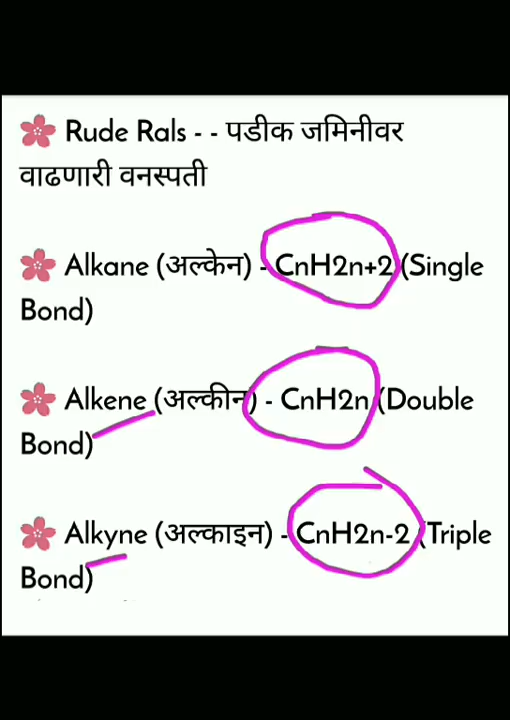 Rude Rals - - पडीक जमिनीवर
वाढणारी वनस्पती
Alkane (अल्केन) - CnH2n+2 (Single
Bond)
Alkene (अल्कीन) - CnH2n (Double
Bond)
Alkyne (अल्काइन) - CnH2n-2 (Triple
Bond)